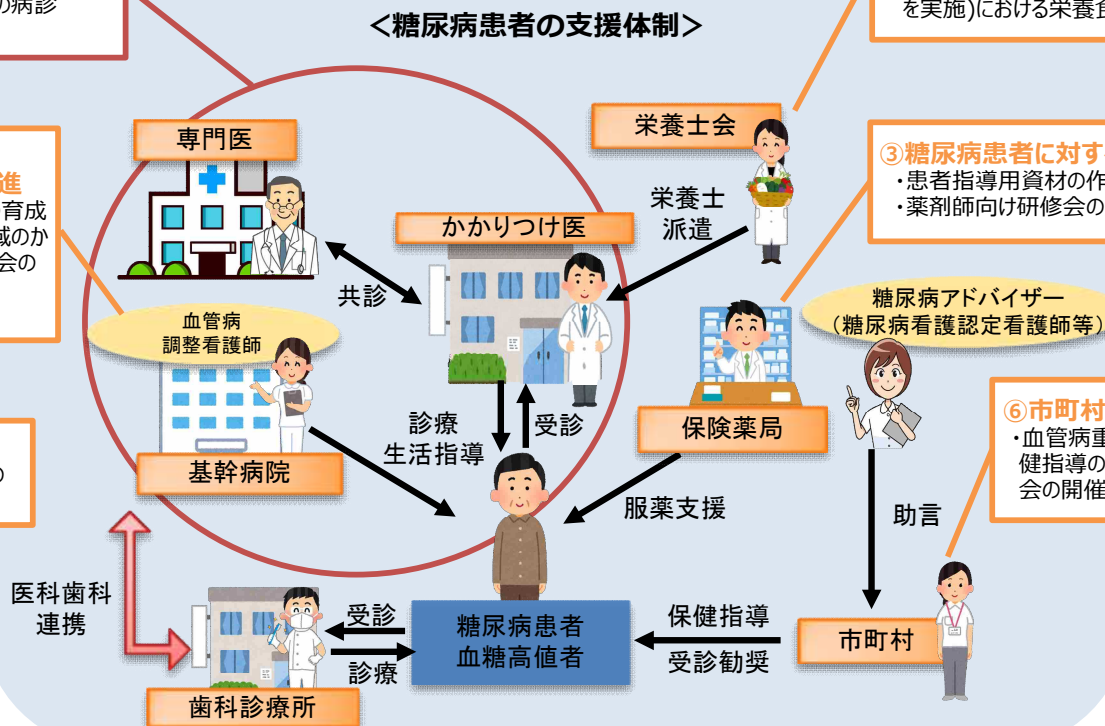 の病診
＜糖尿病患者の支援体制＞
を実施)における栄養食
専門医
栄養士会
進
育成
域のか
会の
③糖尿病患者に対す
・患者指導用資材の作
・薬剤師向け研修会の
栄養士
派遣
かかりつけ医
共診
血管病
調整看護師
糖尿病アドバイザー
（糖尿病看護認定看護師等）
基幹病院
診療
生活指導
受診
保険薬局
⑥市町村
・血管病重
健指導の
会の開催
の
服薬支援
助言
医科歯科
連携
受診
診療
糖尿病患者
血糖高値者
保健指導
受診勧奨
市町村
歯科診療所